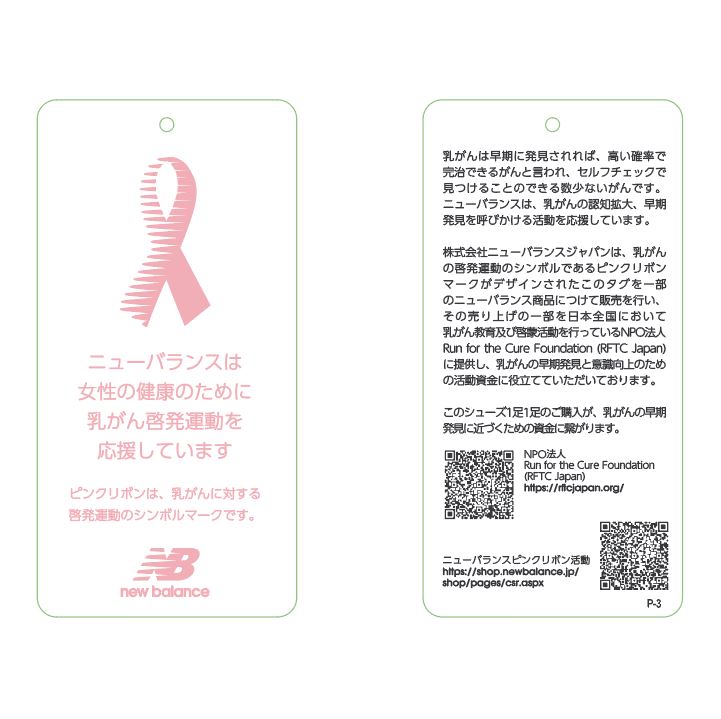 ニューバランスは
女性の健康のために
乳がん啓発運動を
応援しています
ピンクリボンは、乳がんに対する
啓発運動のシンボルマークです。
NB
new balance
乳がんは早期に発見されれば、高い確率で
完治できるがんと言われ、セルフチェックで
見つけることのできる数少ないがんです。
ニューバランスは、乳がんの認知拡大、早期
発見を呼びかける活動を応援しています。
株式会社ニューバランスジャパンは、乳がん
の啓発運動のシンボルであるピンクリボン
マークがデザインされたこのタグを一部
のニューバランス商品につけて販売を行い、
その売り上げの一部を日本全国において
乳がん教育及び啓蒙活動を行っているNPO法人
Run for the Cure Foundation (RFTC Japan)
に提供し、乳がんの早期発見と意識向上のため
の活動資金に役立てていただいております。
このシューズ1足1足のご購入が、乳がんの早期
発見に近づくための資金に繋がります。
NPO法人
Run for the Cure Foundation
(RFTC Japan)
https://rftcjapan.org/
ニューバランスピンクリボン活動
https://shop.newbalance.jp/
shop/pages/csr.aspx
P-3